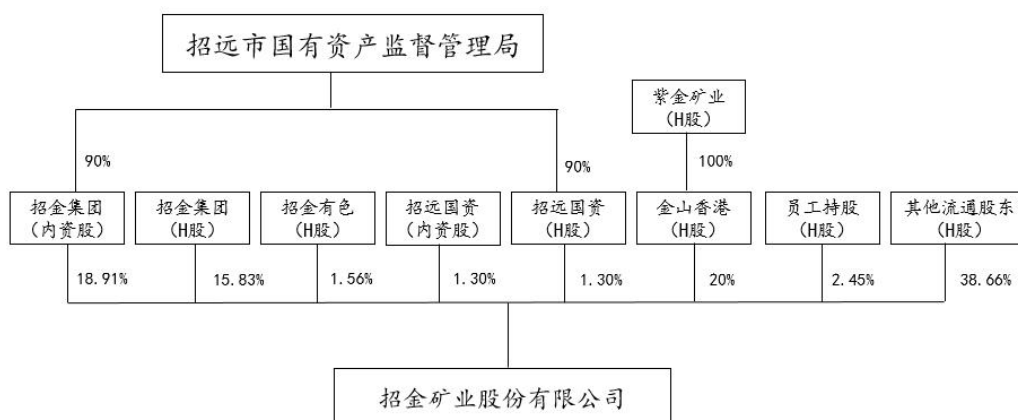 招远市国有资产监督管理局
紫金矿业
(H股)
90%
90%
100%
招金集团
(内资股)
招金集团
(H股)
招金有色
(H股)
招远国资
(内资股)
招远国资
(H股)
金山香港
(H股)
员工持股
(H股)
其他流通股东
(H股)
18.91%
15.83%
1.56%
1.30%
1.30%
20%
2.45%
38.66%
招金矿业股份有限公司